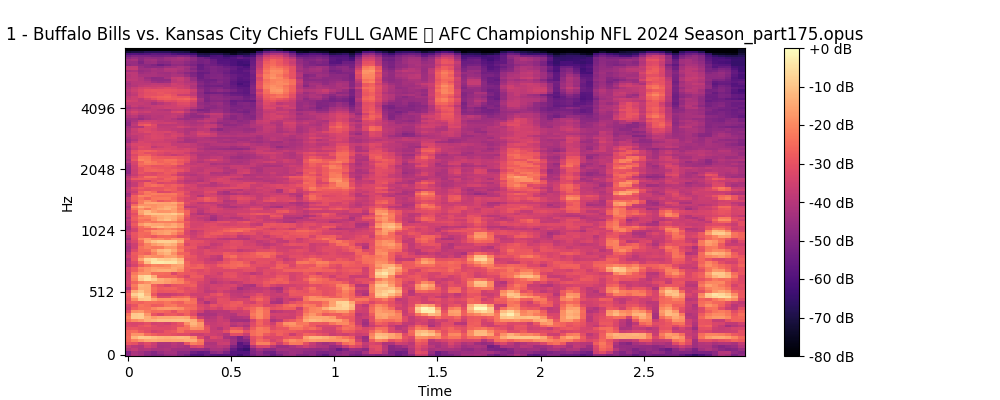 1 - Buffalo Bills vs. Kansas City Chiefs FULL GAME ▯ AFC Championship NFL 2024 Season_part175.opus
+0 dB
-10 dB
-20 dB
-30 dB
-40 dB
-50 dB
-60 dB
-70 dB
-80 dB
4096
2048
1024
512
0
Hz
0 0.5 1 1.5 2 2.5
Time